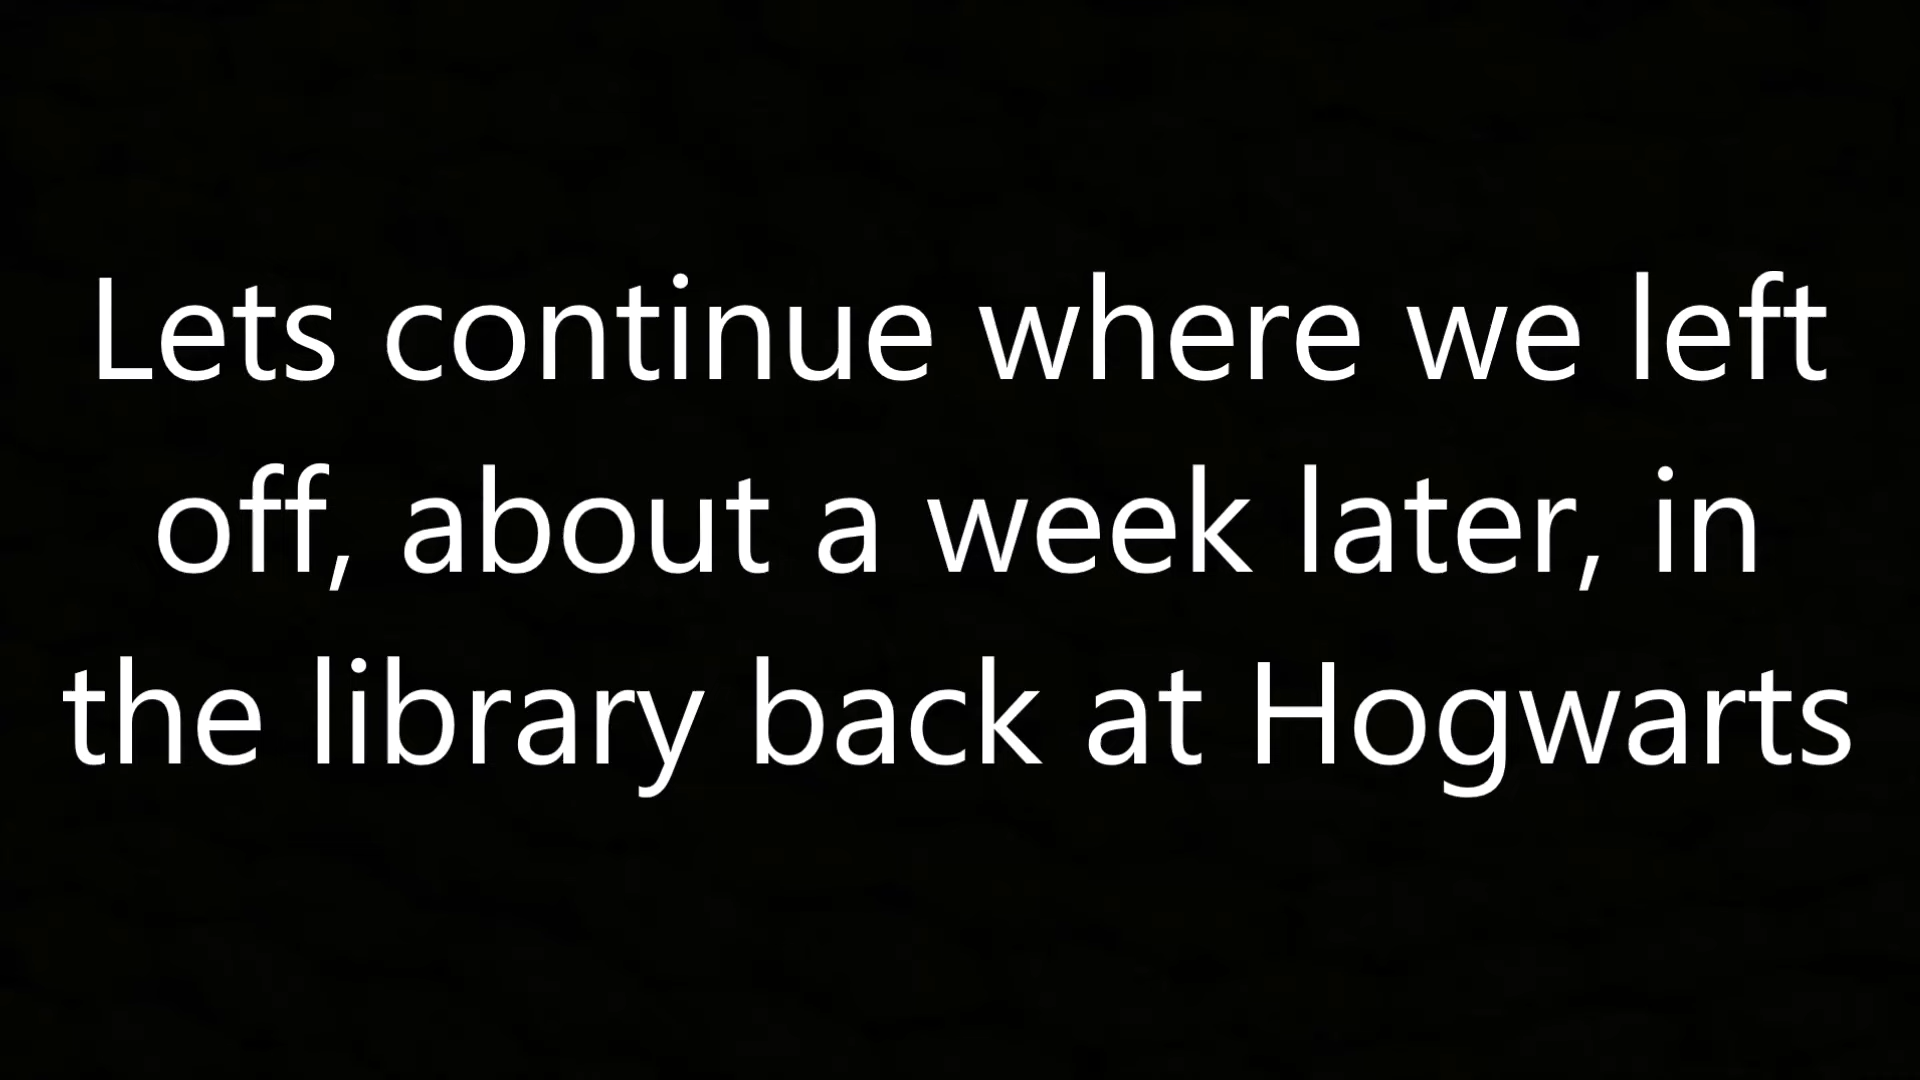 Lets continue where we left
off, about a week later, in
the library back at Hogwarts